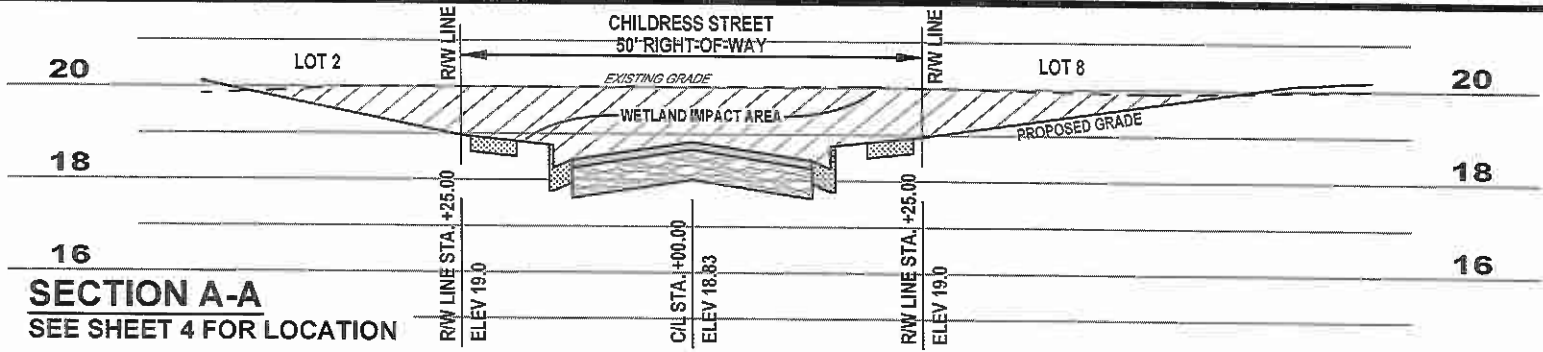 CHILDRESS STREET
50' RIGHT-OF-WAY
R/W LINE
R/W LINE
20
LOT 2
EXISTING GRADE
LOT 8
20
WETLAND IMPACT AREA
PROPOSED GRADE
18
18
16
16
R/W LINE STA. +25.00
ELEV 19.0
C/L STA. +00.00
ELEV 18.83
R/W LINE STA. +25.00
ELEV 19.0
SECTION A-A
SEE SHEET 4 FOR LOCATION